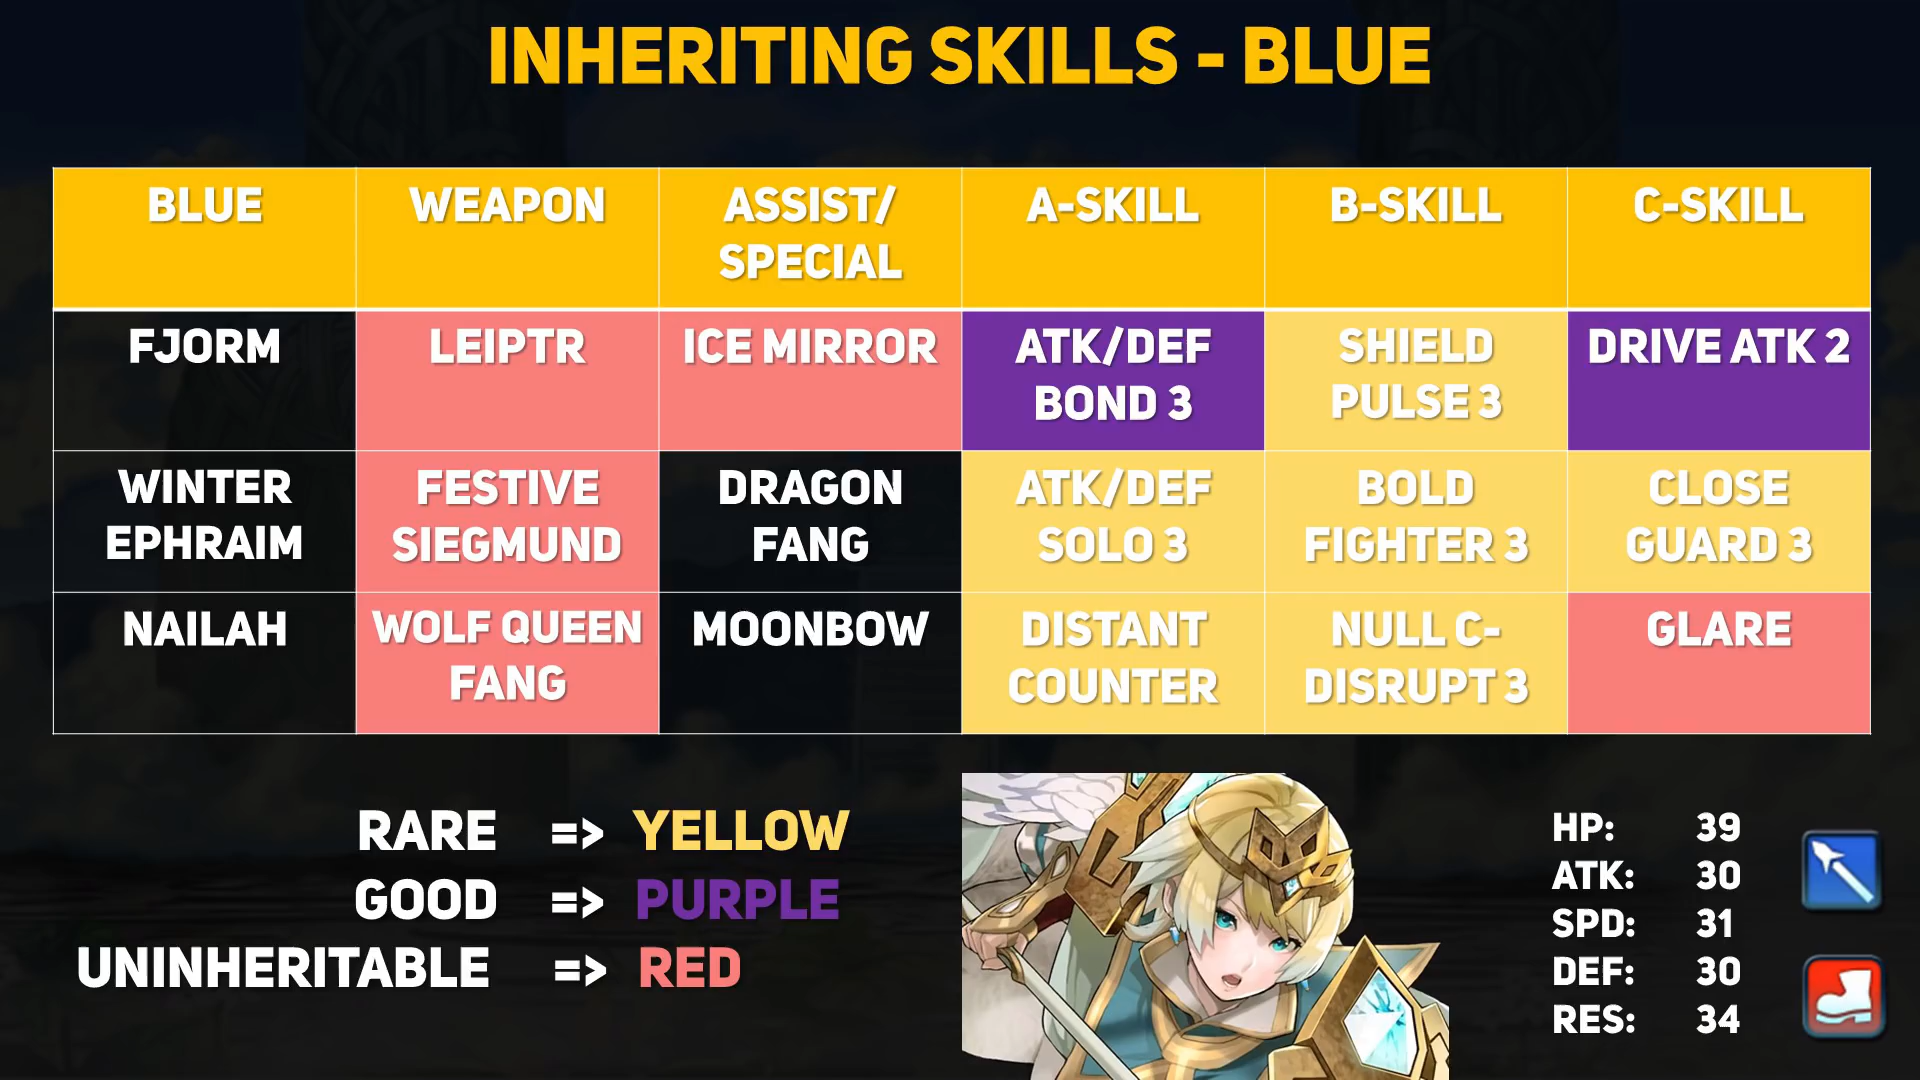 INHERITING SKILLS - BLUE
BLUE
WEAPON
ASSIST/
SPECIAL
A-SKILL
B-SKILL
C-SKILL
FJORM
LEIPTR
ICE MIRROR
ATK/DEF
BOND 3
SHIELD
PULSE 3
DRIVE ATK 2
WINTER
EPHRAIM
FESTIVE
SIEGMUND
DRAGON
FANG
ATK/DEF
SOLO 3
BOLD
FIGHTER 3
CLOSE
GUARD 3
NAILAH
WOLF QUEEN
FANG
MOONBOW
DISTANT
COUNTER
NULL C-
DISRUPT 3
GLARE
RARE => YELLOW
GOOD => PURPLE
UNINHERITABLE => RED
HP: 39
ATK: 30
SPD: 31
DEF: 30
RES: 34